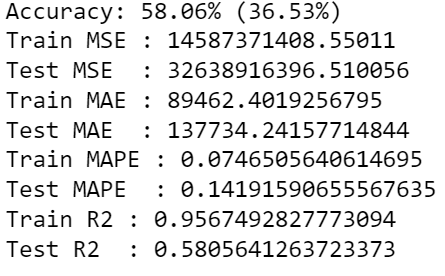 Accuracy: 58.06% (36.53%)
Train MSE : 14587371408.55011
Test MSE  : 32638916396.510056
Train MAE : 89462.4019256795
Test MAE  : 137734.24157714844
Train MAPE : 0.0746505640614695
Test MAPE  : 0.14191590655567635
Train R2 : 0.9567492827773094
Test R2  : 0.5805641263723373